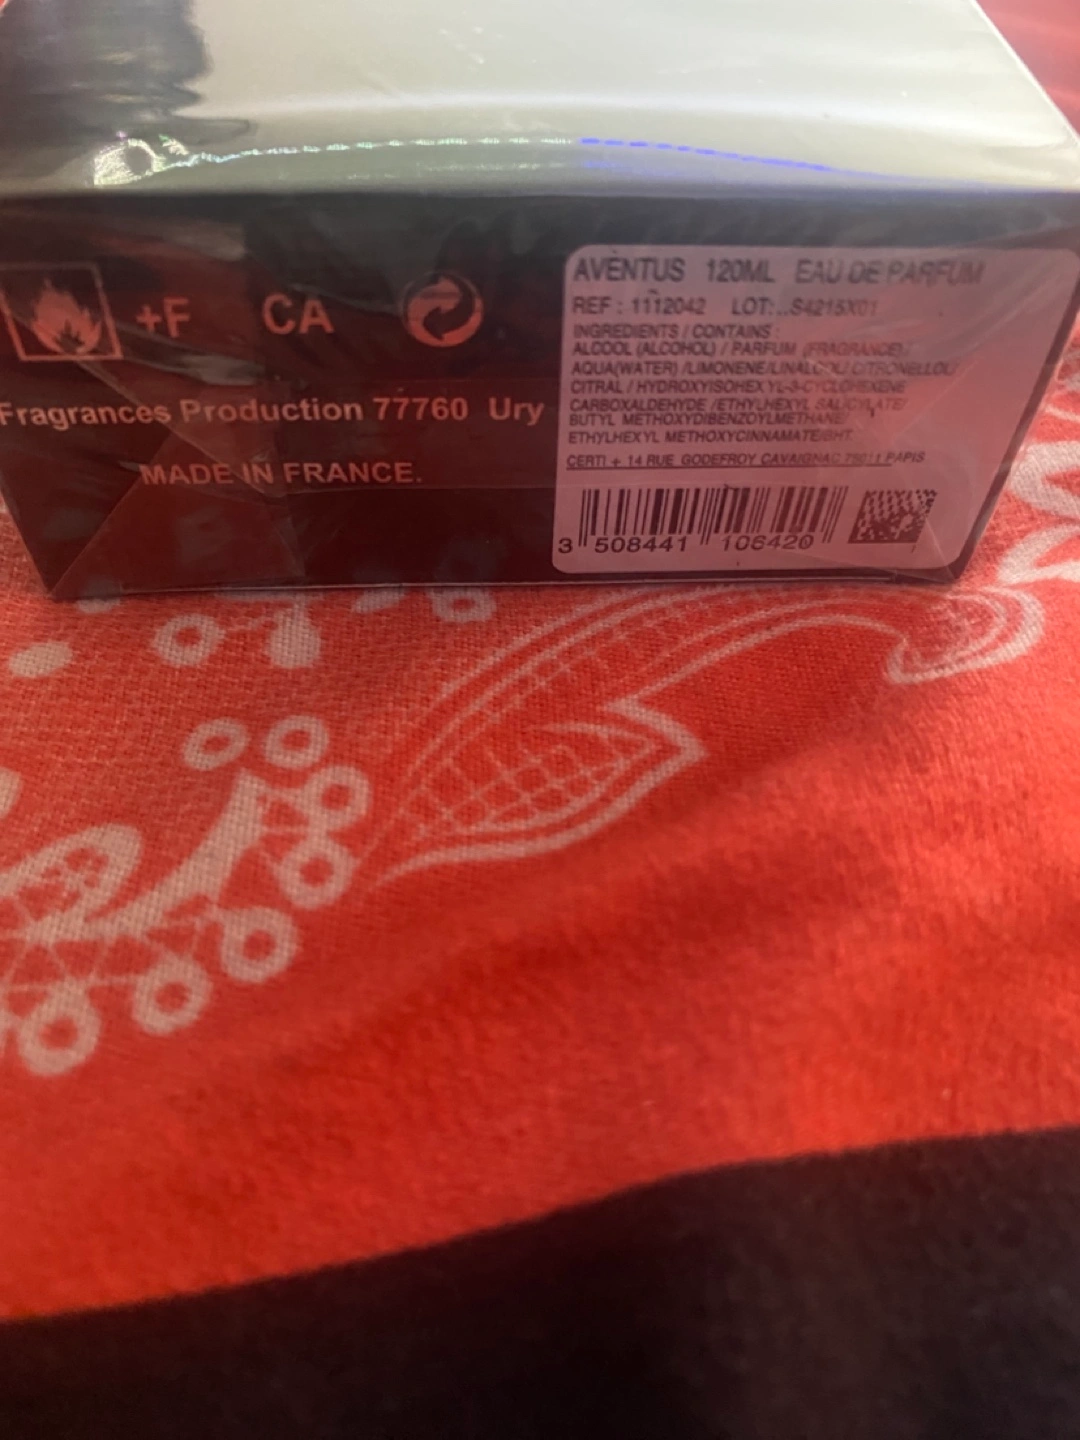 +F CA
Fragrances Production 77760 Ury
MADE IN FRANCE.
AVENTUS 120ML EAU DE PARFUM
REF : 1112042 LOT:..S4215X01
INGREDIENTS / CONTAINS :
ALCOOL (ALCOHOL) / PARFUM (FRAGRANCE)/
AQUA(WATER) /LIMONENE/LINALOOL/ CITRONELLOL/
CITRAL / HYDROXYISOHEXYL-3-CYCLOHEXENE
CARBOXALDEHYDE /ETHYLHEXYL SALICYLATE/
BUTYL METHOXYDIBENZOYLMETHANE
ETHYLHEXYL METHOXYCINNAMATE/BHT.
CERTI + 14 RUE GODEFROY CAVAIGNAC 75011 PAPIS
3 508441 106420